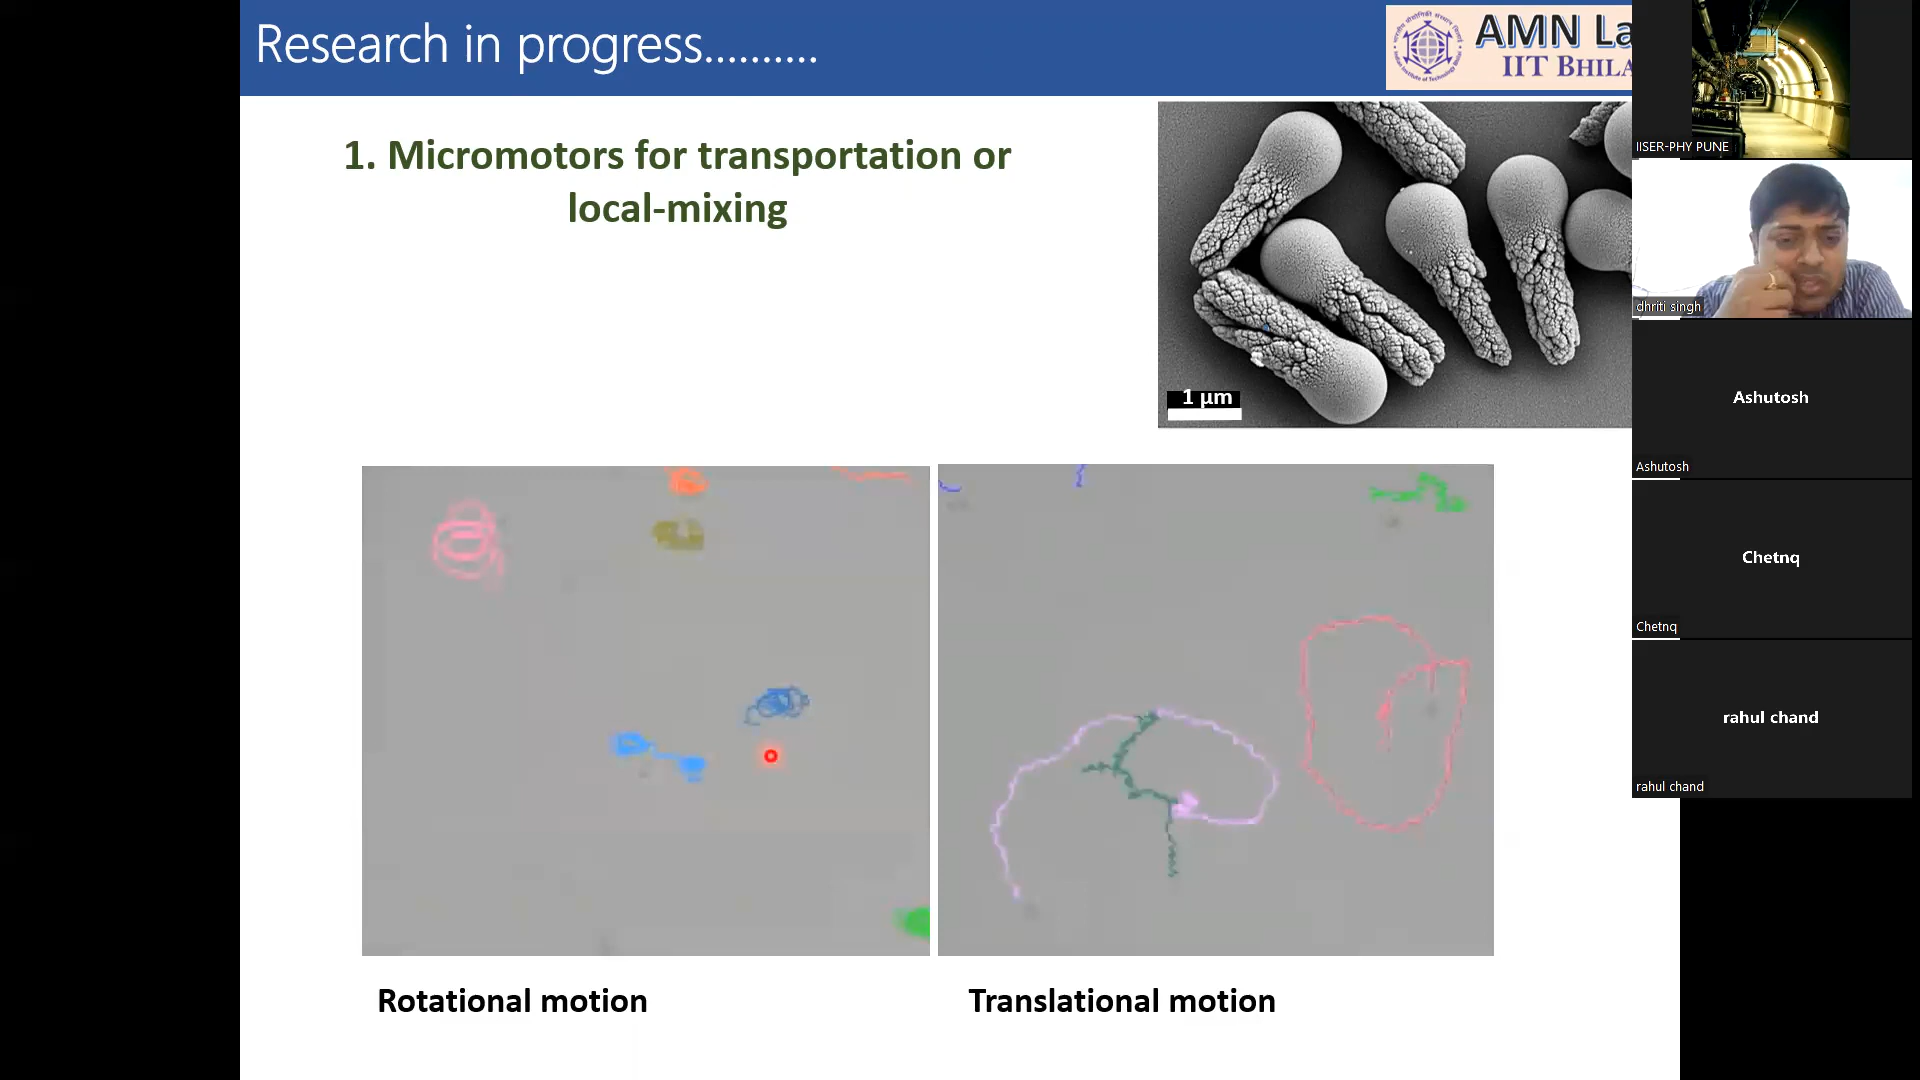 Research in progress..........
AMN La
IIT BHILA
1. Micromotors for transportation or
local-mixing
1 µm
Rotational motion
Translational motion
IISER-PHY PUNE
dhriti singh
Ashutosh
Ashutosh
Chetnq
Chetnq
rahul chand
rahul chand